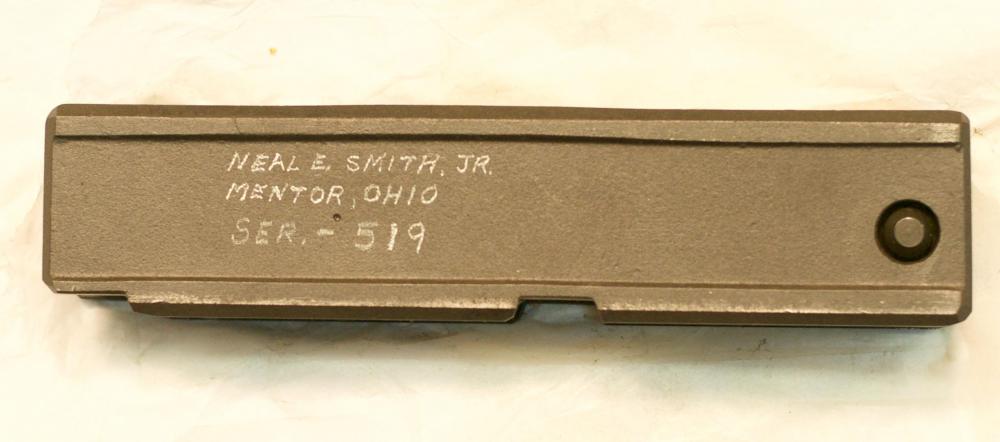 NEAL E. SMITH, JR.
MENTOR, OHIO
SER. - 519